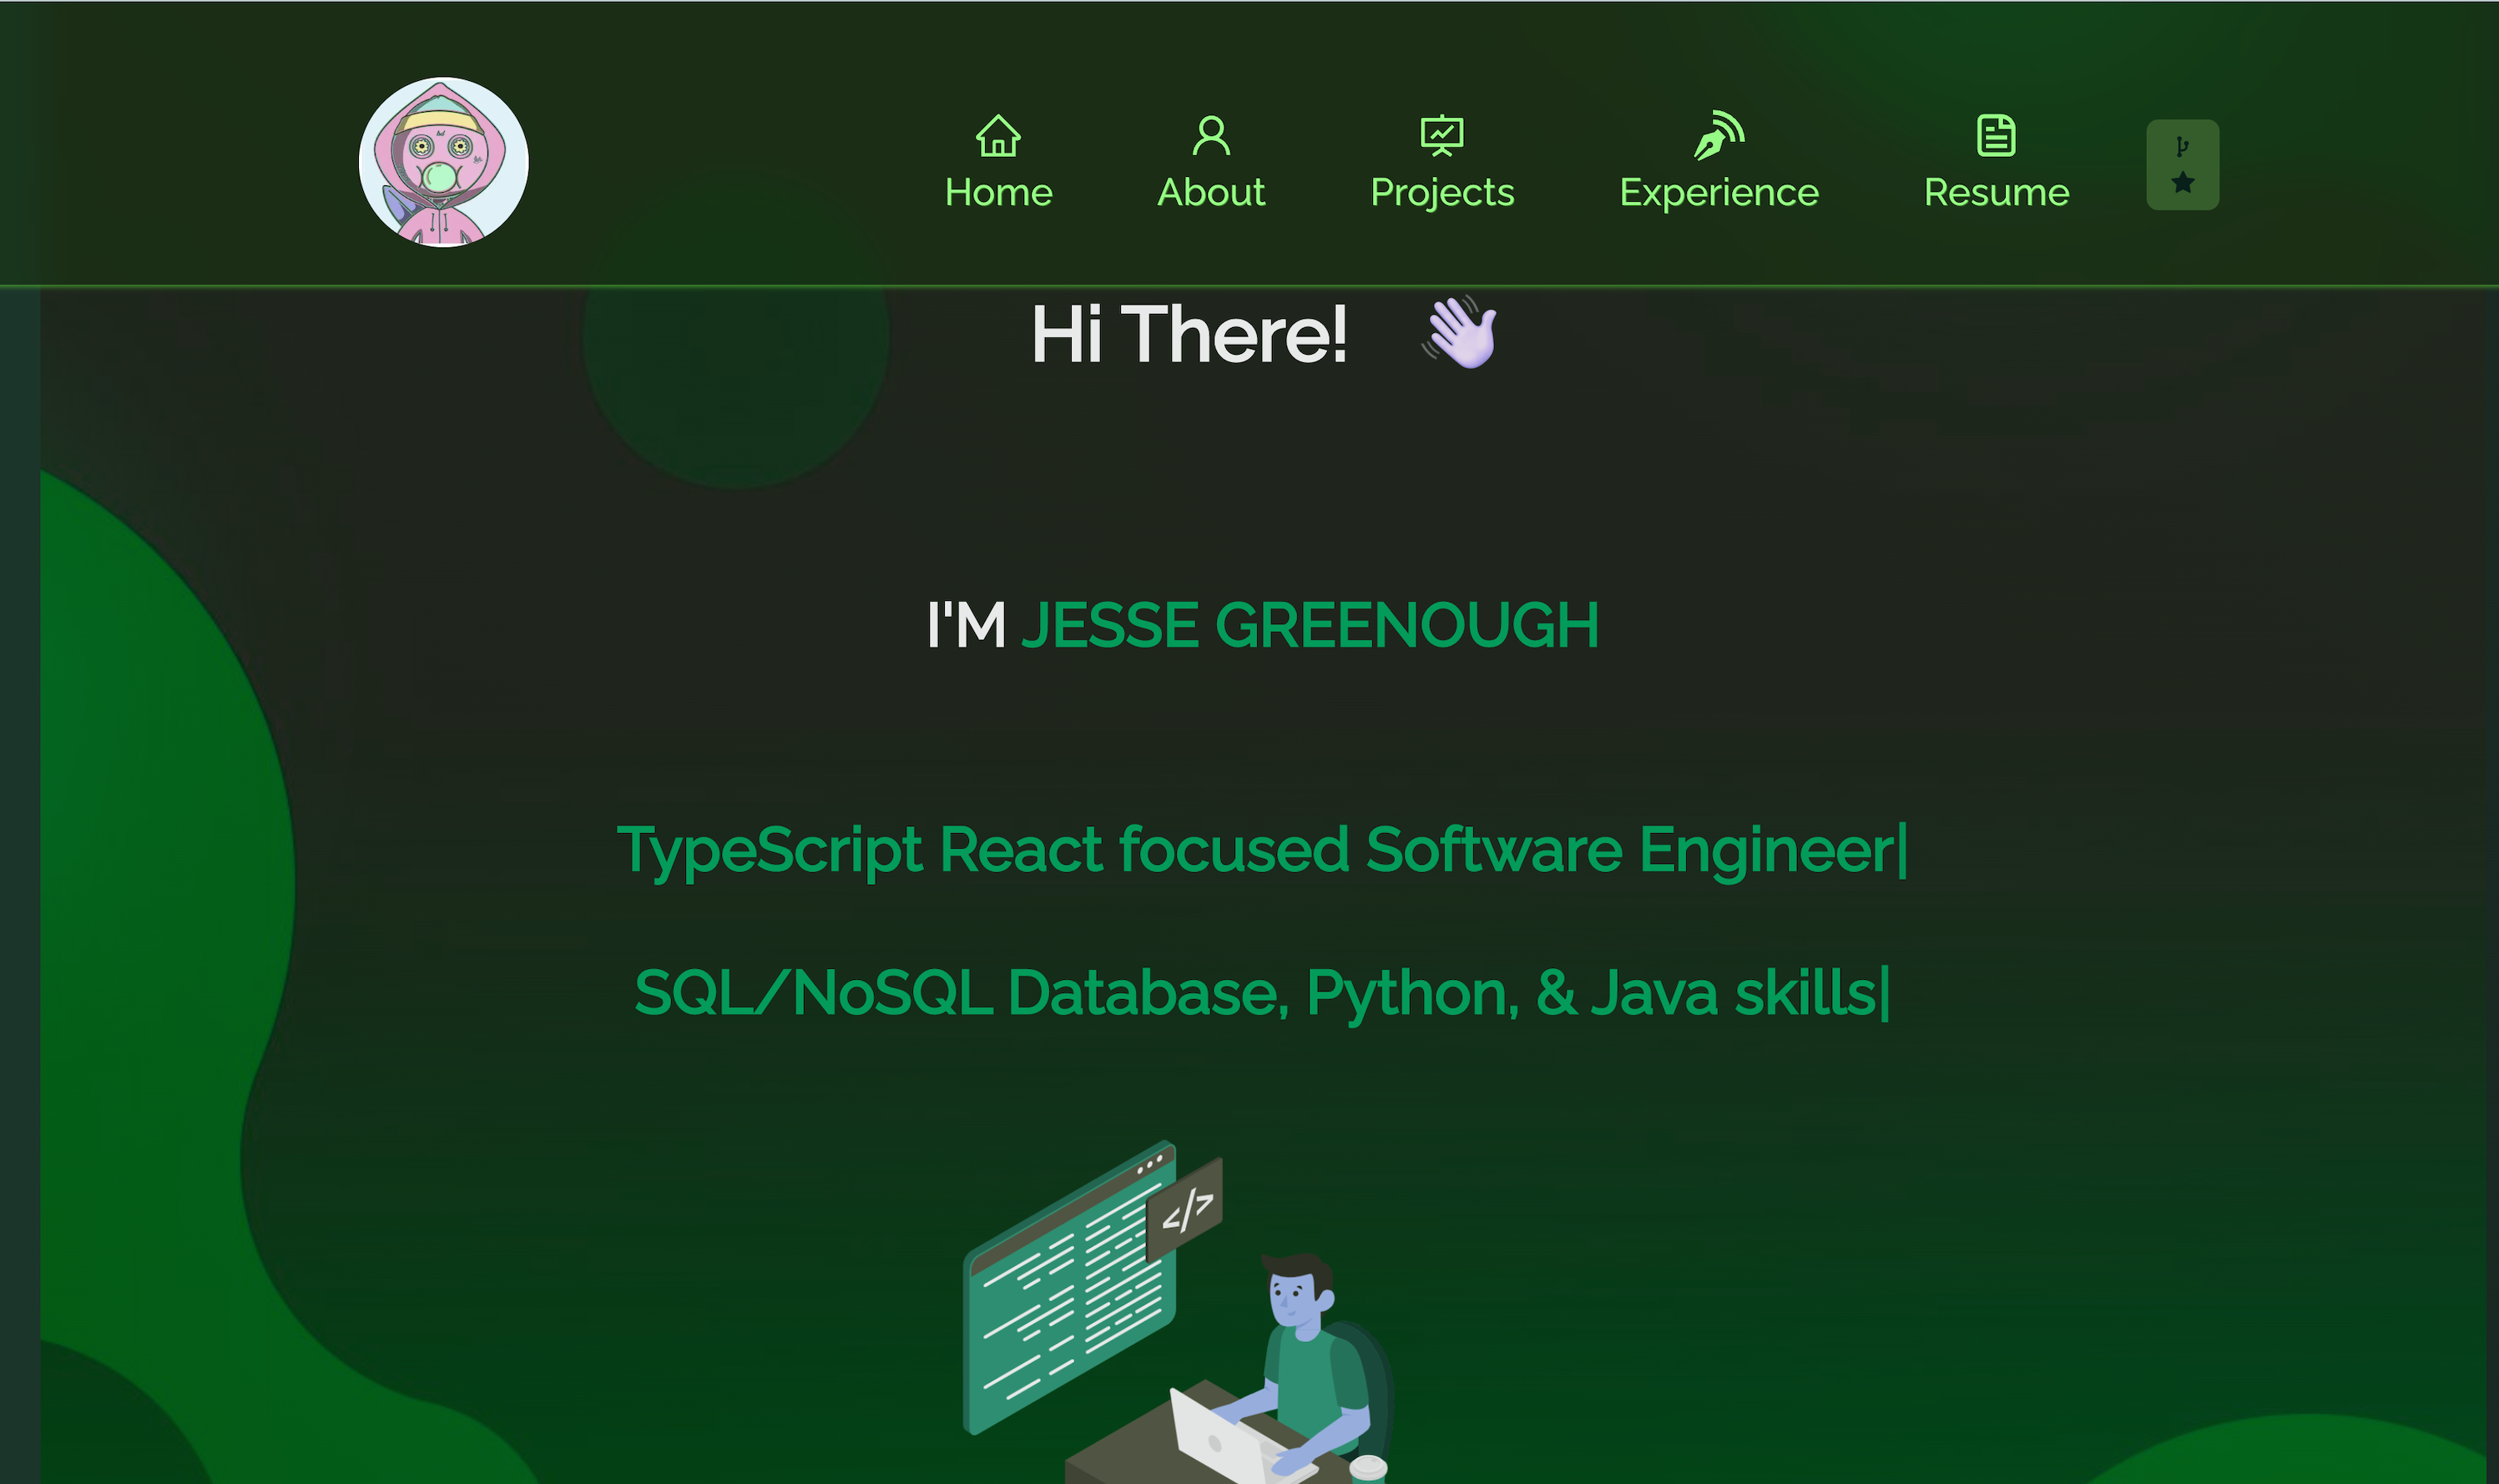 Home About Projects Experience Resume
Hi There! 👋
I'M JESSE GREENOUGH
TypeScript React focused Software Engineer|
SQL/NoSQL Database, Python, & Java skills|
</>